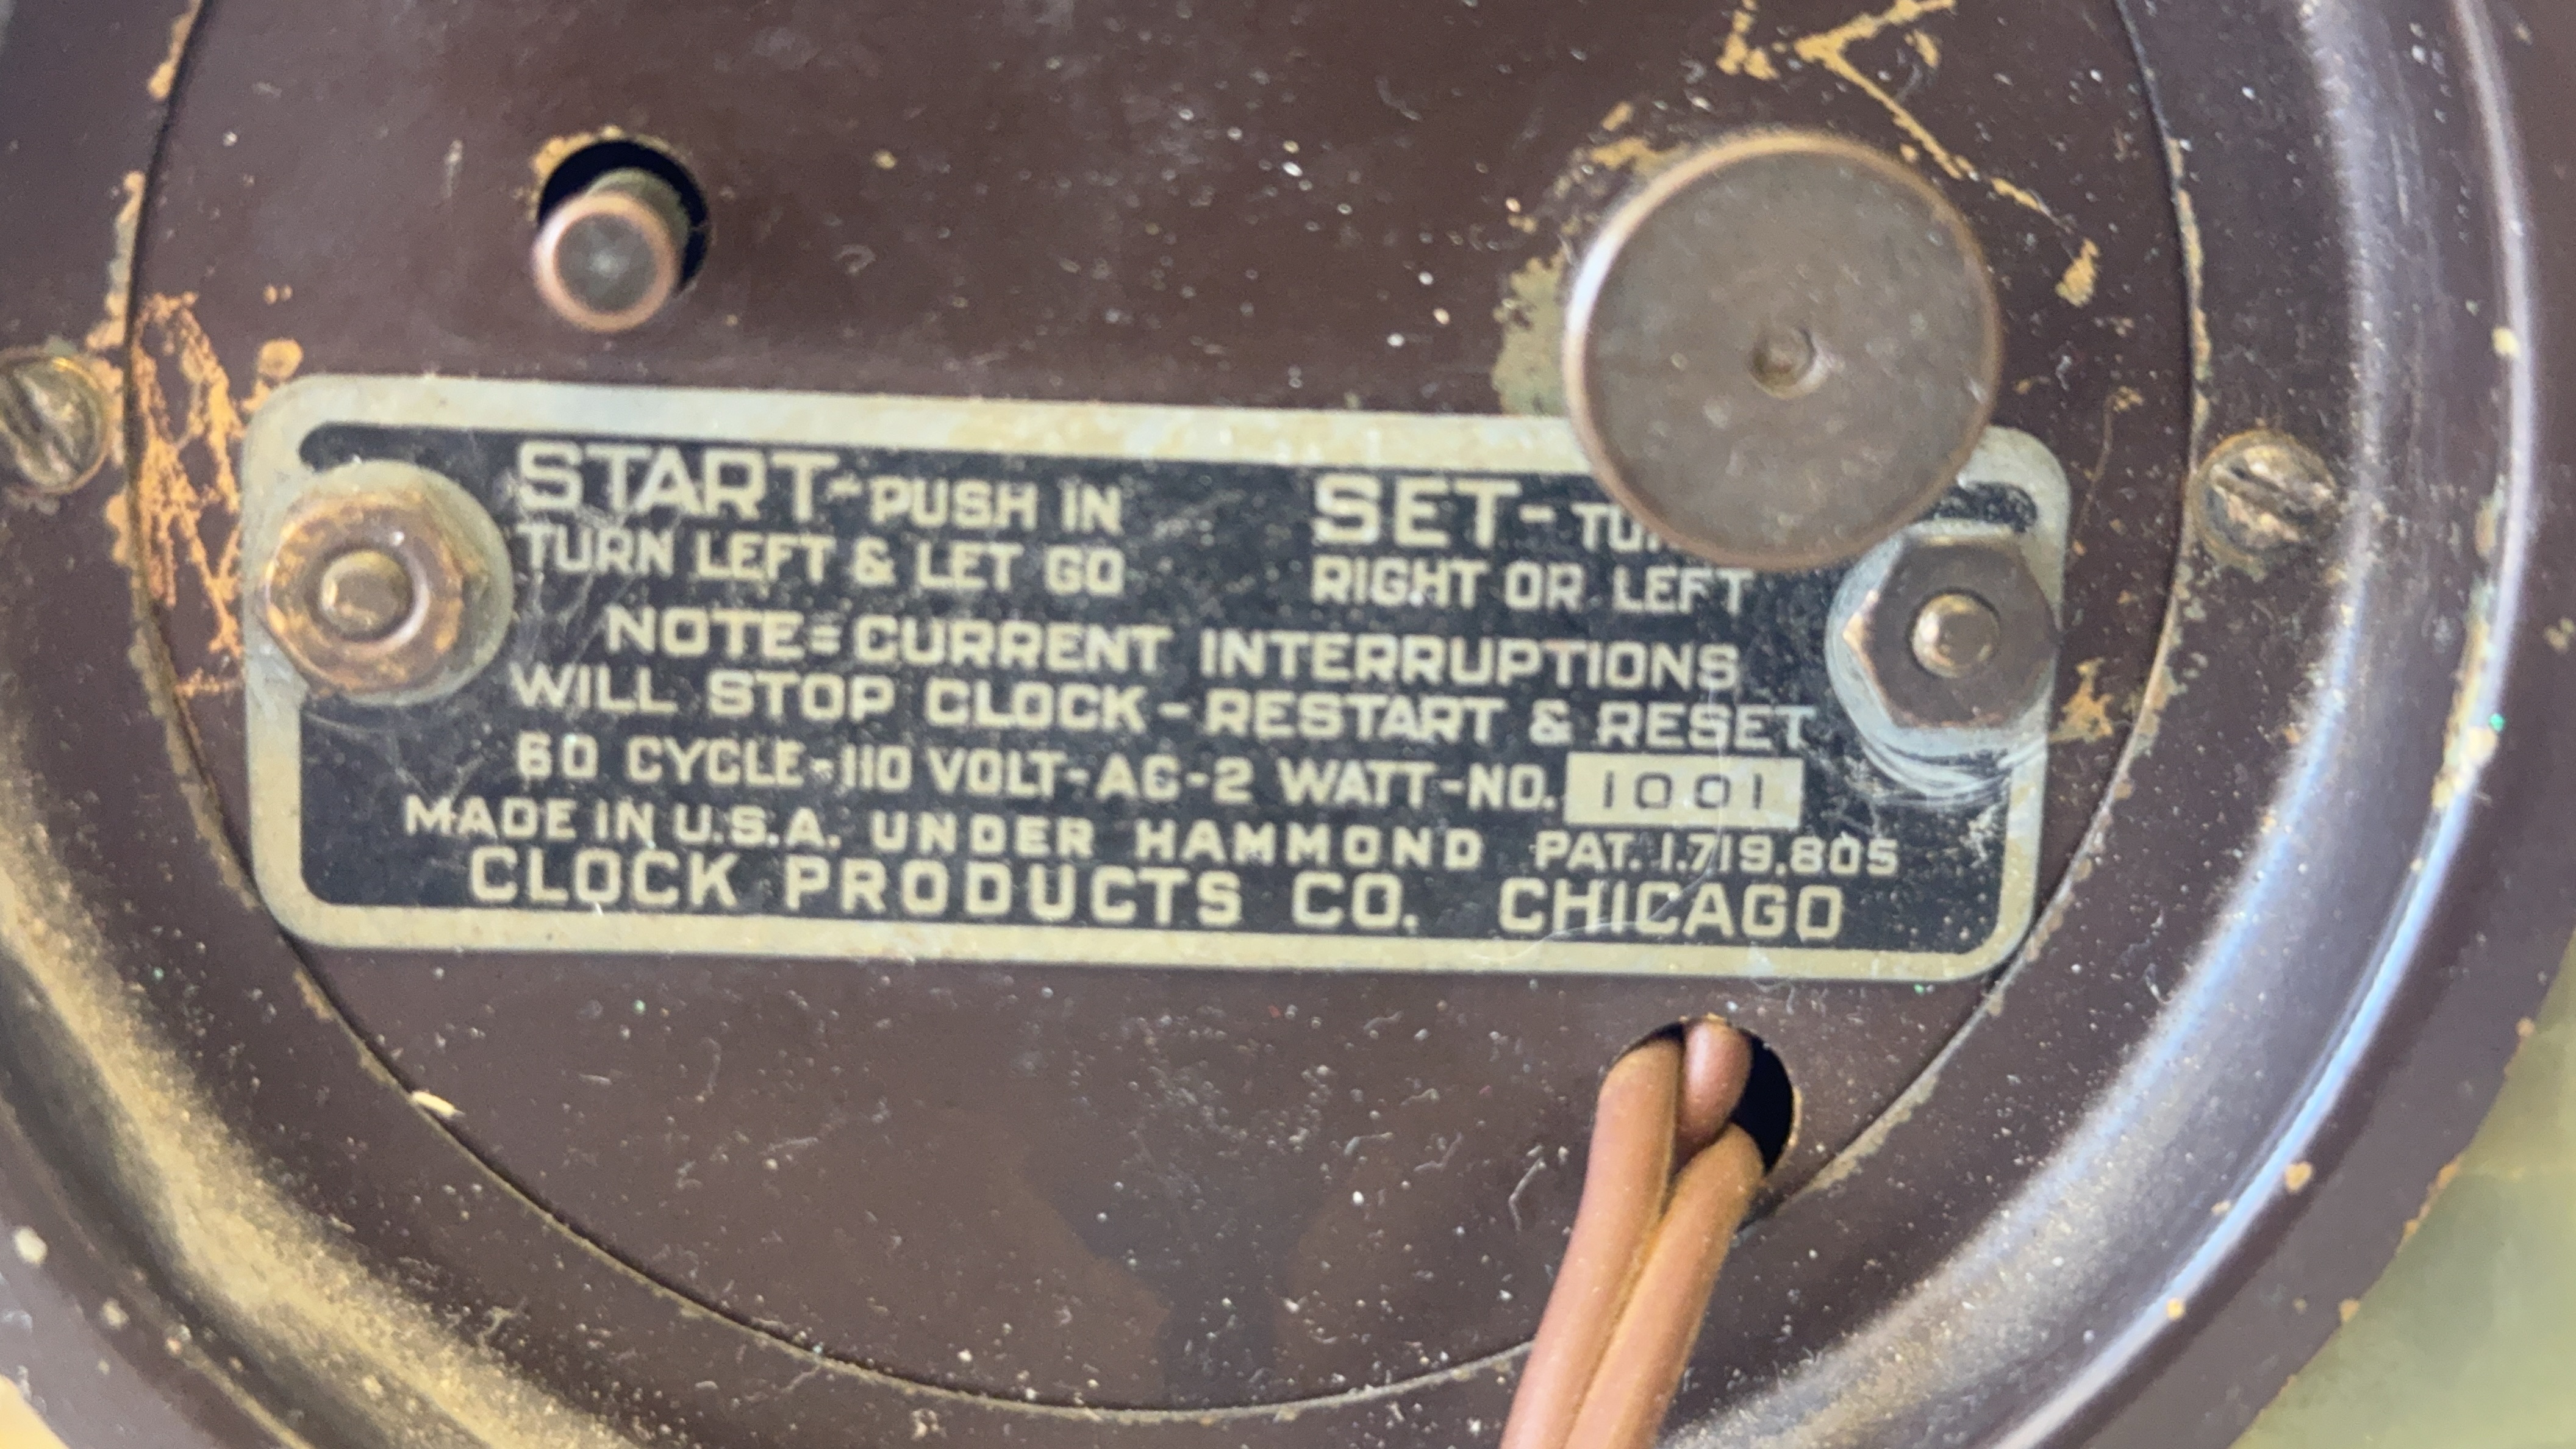 START-PUSH IN
TURN LEFT & LET GO
SET-
RIGHT OR LEFT
NOTE=CURRENT INTERRUPTIONS
WILL STOP CLOCK-RESTART & RESET
60 CYCLE-110 VOLT-AC-2 WATT-NO. 1001
MADE IN U.S.A. UNDER HAMMOND PAT. 1.719.805
CLOCK PRODUCTS CO. CHICAGO